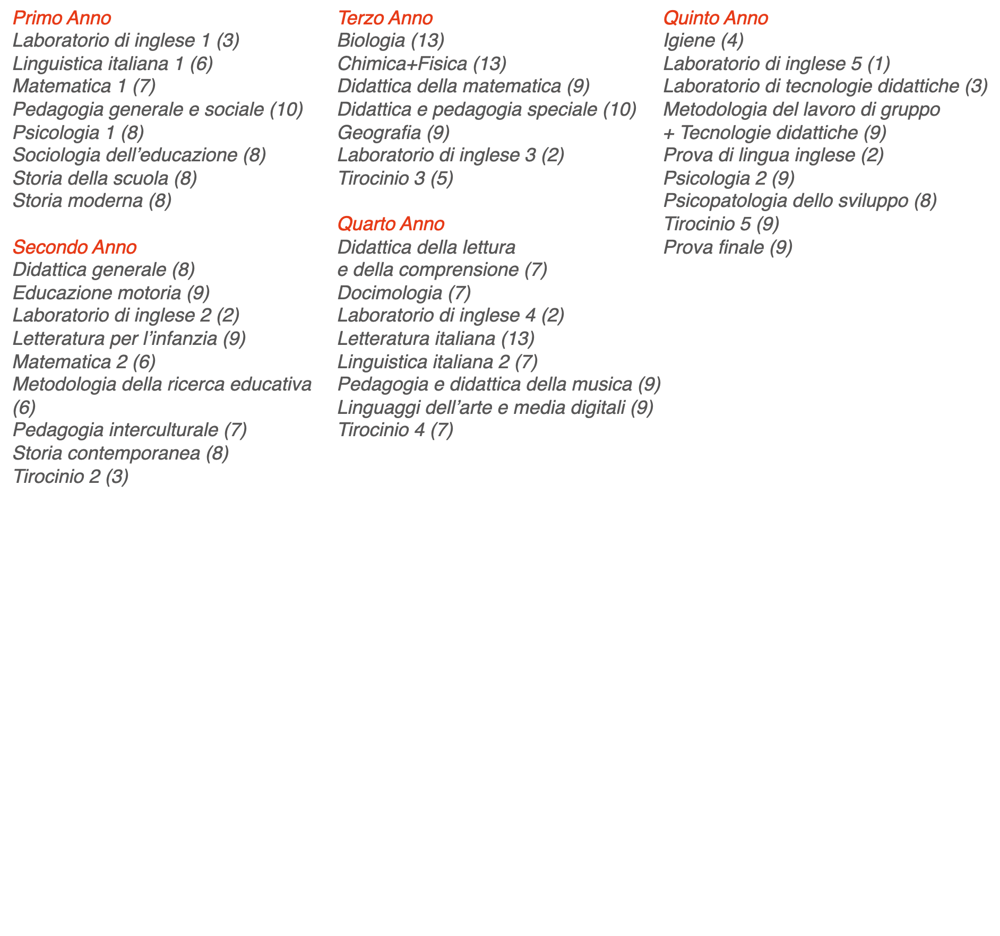 Primo Anno
Laboratorio di inglese 1 (3)
Linguistica italiana 1 (6)
Matematica 1 (7)
Pedagogia generale e sociale (10)
Psicologia 1 (8)
Sociologia dell’educazione (8)
Storia della scuola (8)
Storia moderna (8)
Secondo Anno
Didattica generale (8)
Educazione motoria (9)
Laboratorio di inglese 2 (2)
Letteratura per l’infanzia (9)
Matematica 2 (6)
Metodologia della ricerca educativa
(6)
Pedagogia interculturale (7)
Storia contemporanea (8)
Tirocinio 2 (3)
Terzo Anno
Biologia (13)
Chimica+Fisica (13)
Didattica della matematica (9)
Didattica e pedagogia speciale (10)
Geografia (9)
Laboratorio di inglese 3 (2)
Tirocinio 3 (5)
Quarto Anno
Didattica della lettura
e della comprensione (7)
Docimologia (7)
Laboratorio di inglese 4 (2)
Letteratura italiana (13)
Linguistica italiana 2 (7)
Pedagogia e didattica della musica (9)
Linguaggi dell’arte e media digitali (9)
Tirocinio 4 (7)
Quinto Anno
Igiene (4)
Laboratorio di inglese 5 (1)
Laboratorio di tecnologie didattiche (3)
Metodologia del lavoro di gruppo
+ Tecnologie didattiche (9)
Prova di lingua inglese (2)
Psicologia 2 (9)
Psicopatologia dello sviluppo (8)
Tirocinio 5 (9)
Prova finale (9)